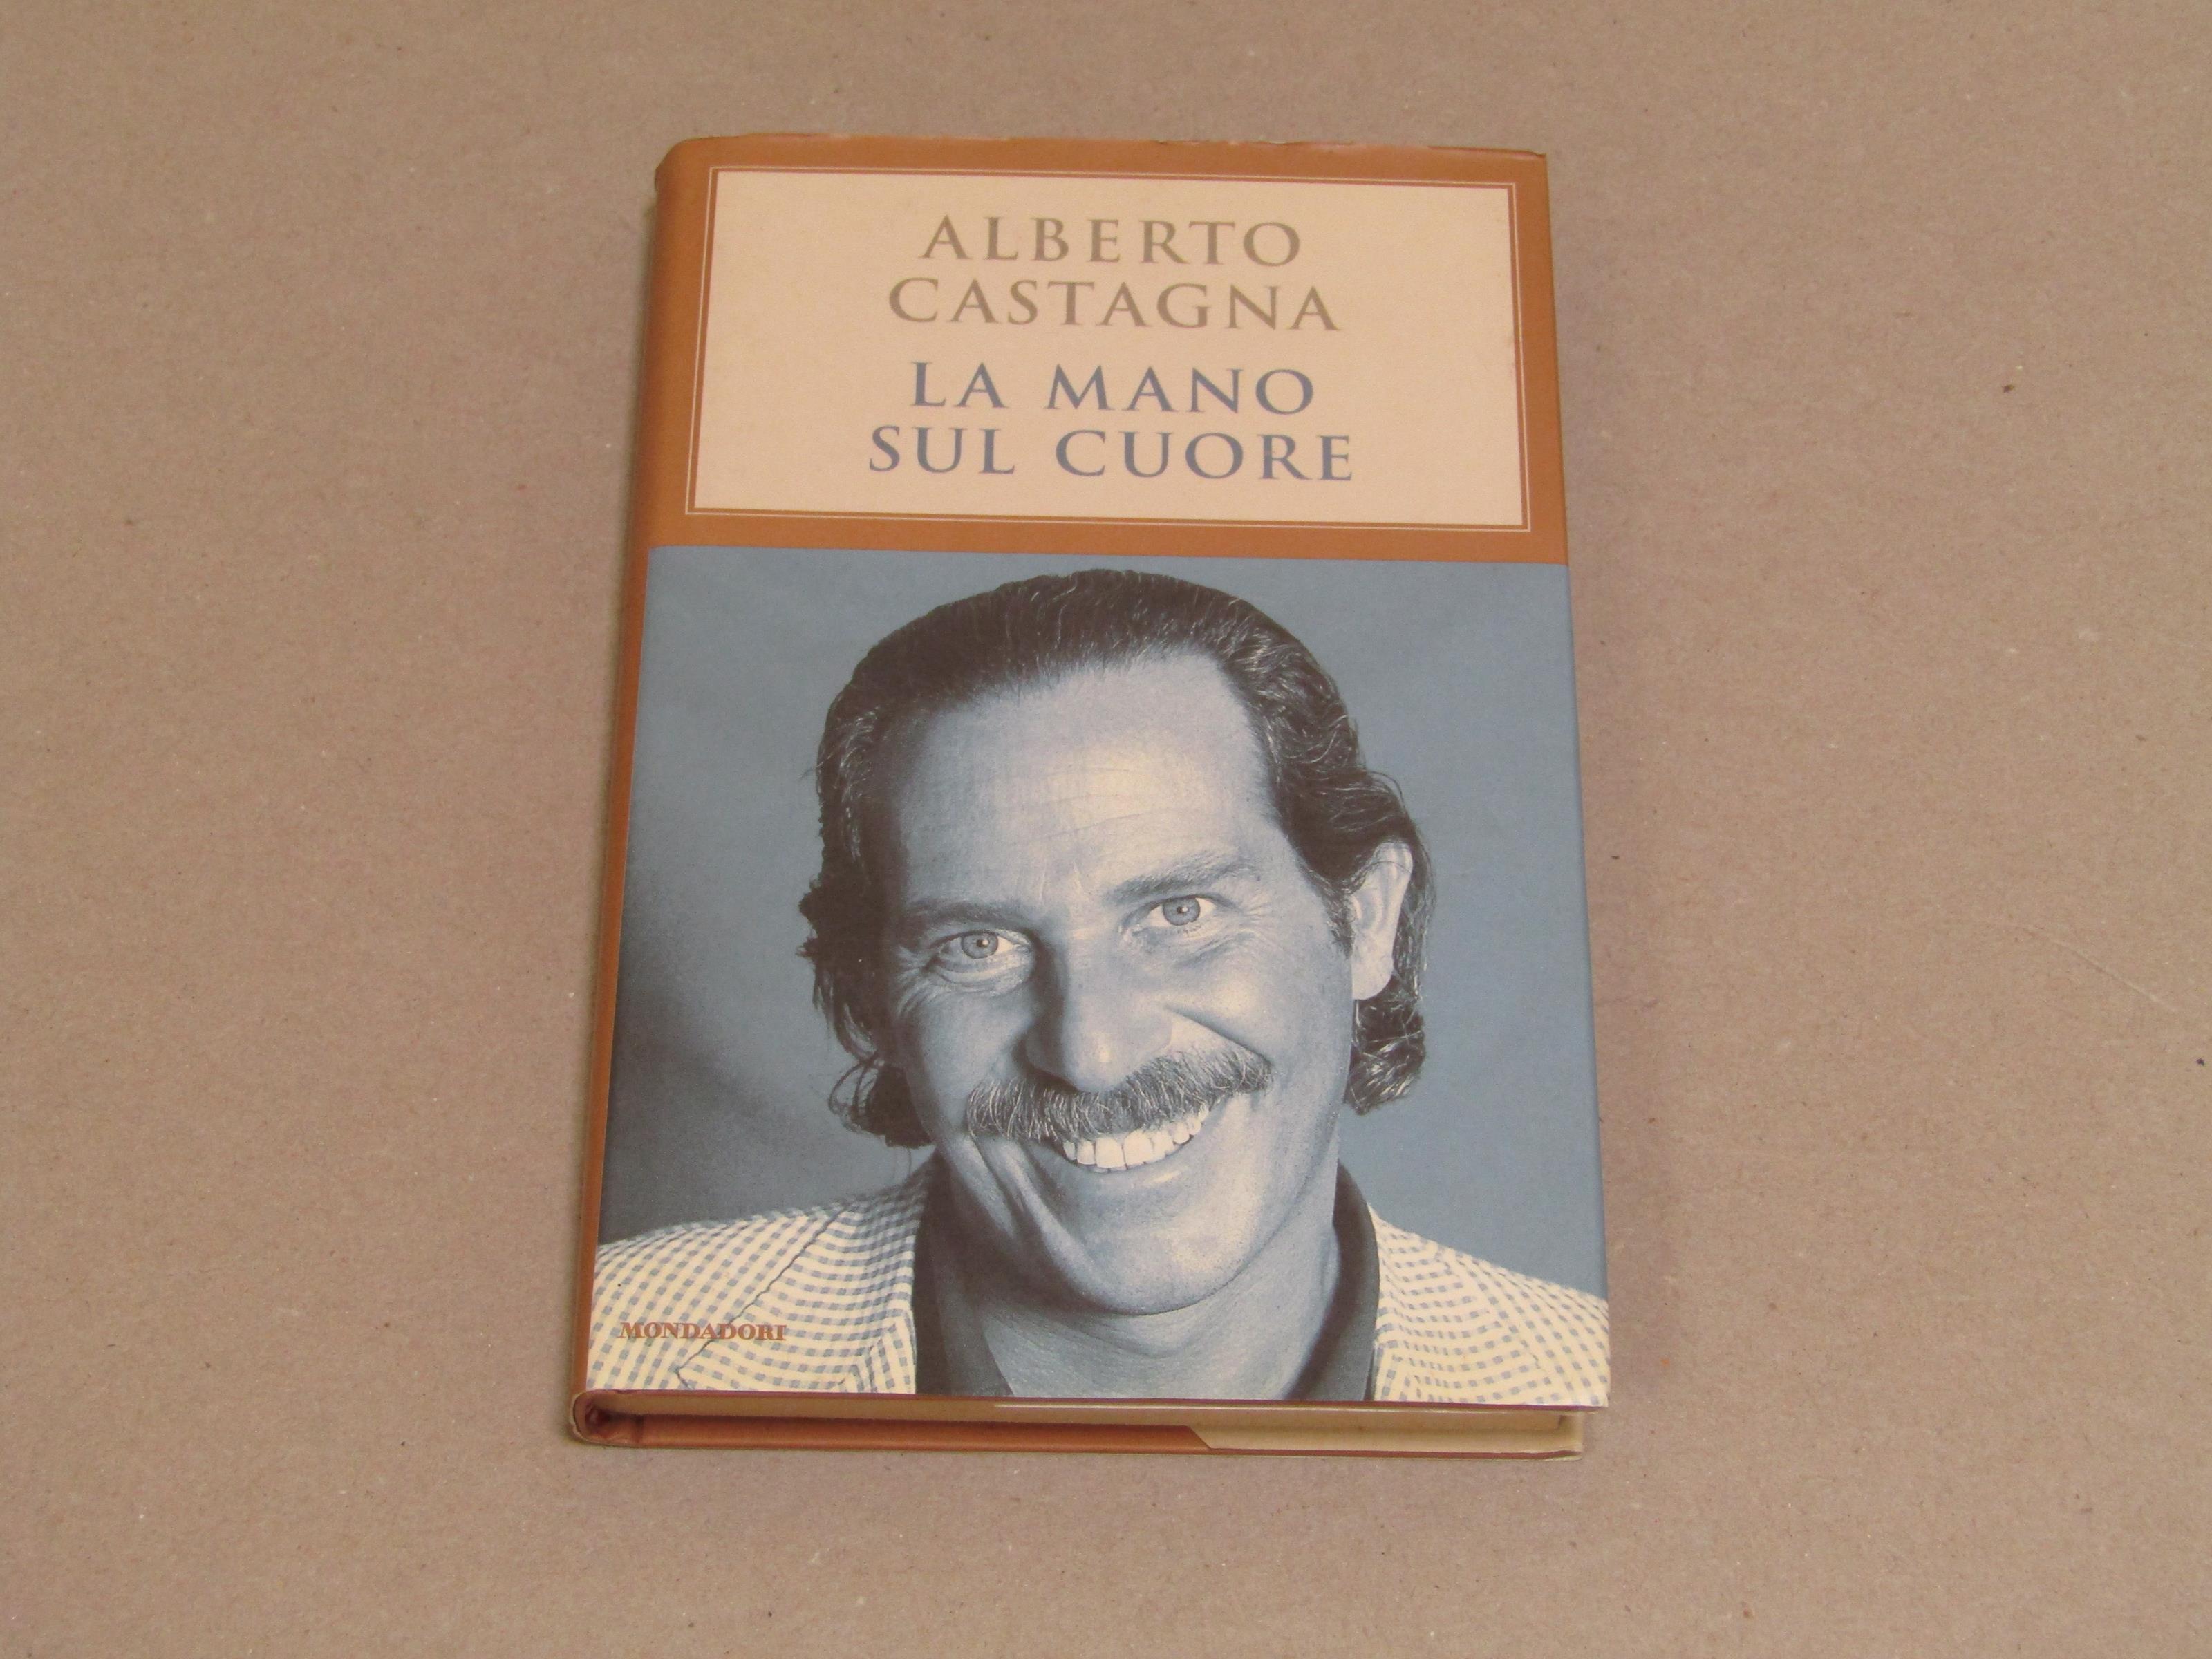 ALBERTO
CASTAGNA
LA MANO
SUL CUORE
MONDADORI